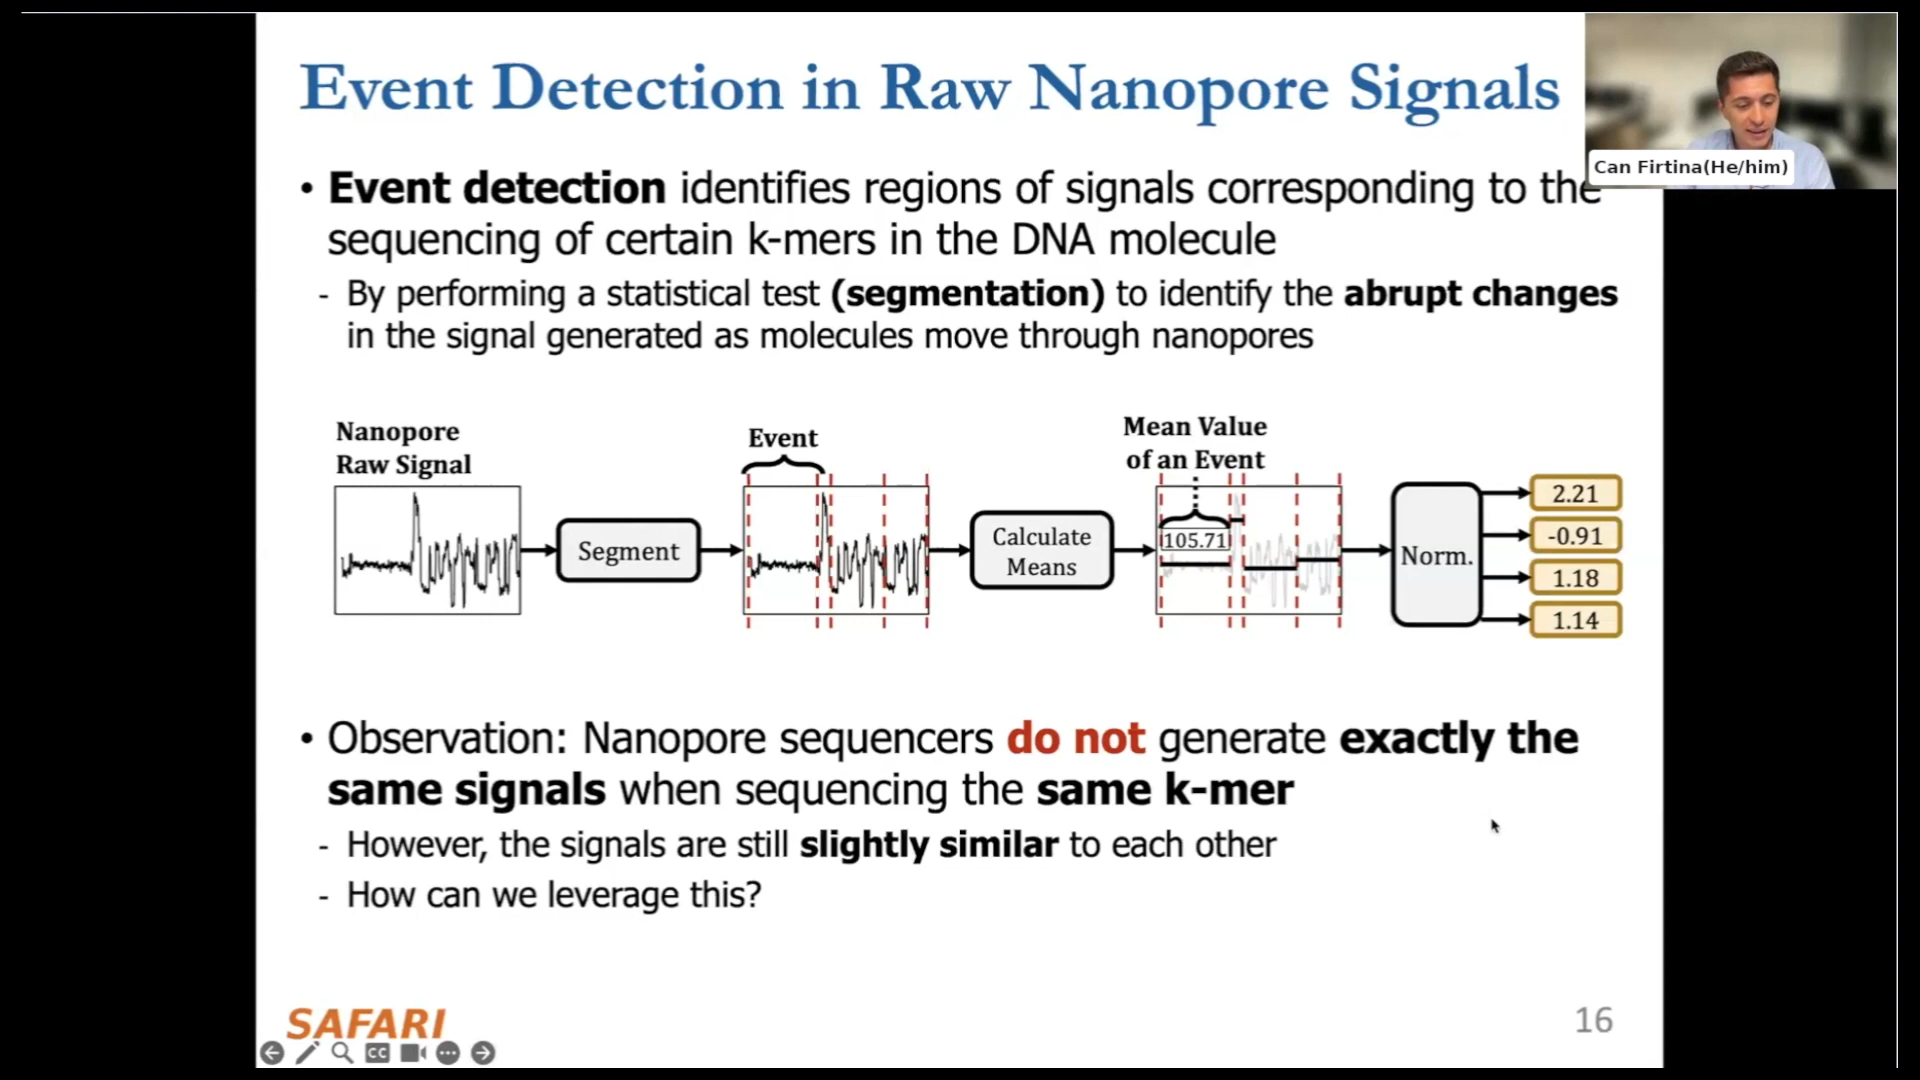 Event Detection in Raw Nanopore Signals
Can Firtina(He/him)
• Event detection identifies regions of signals corresponding to the
sequencing of certain k-mers in the DNA molecule
- By performing a statistical test (segmentation) to identify the abrupt changes
in the signal generated as molecules move through nanopores
Nanopore
Raw Signal
Segment
Event
Calculate
Means
Mean Value
of an Event
105.71
Norm.
2.21
-0.91
1.18
1.14
• Observation: Nanopore sequencers do not generate exactly the
same signals when sequencing the same k-mer
- However, the signals are still slightly similar to each other
- How can we leverage this?
SAFARI
16
CC